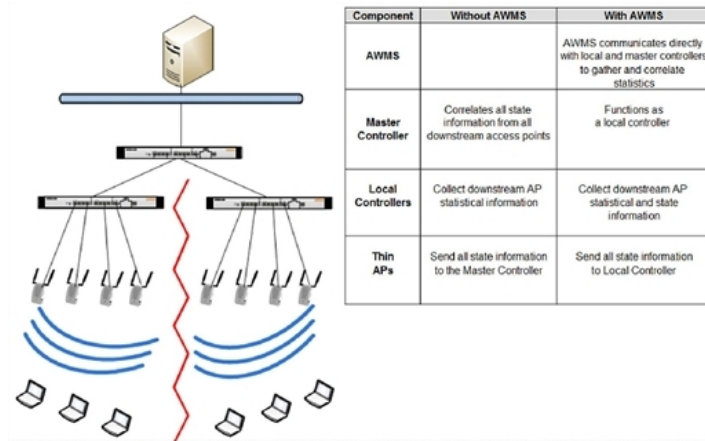 Component Without AWMS With AWMS
AWMS
AWMS communicates directly
with local and master controllers
to gather and correlate
statistics
Master
Controller
Correlates all state
information from all
downstream access points
Functions as
a local controller
Local
Controllers
Collect downstream AP
statistical information
Collect downstream AP
statistical and state
information
Thin
APs
Send all state information
to the Master Controller
Send all state information
to Local Controller